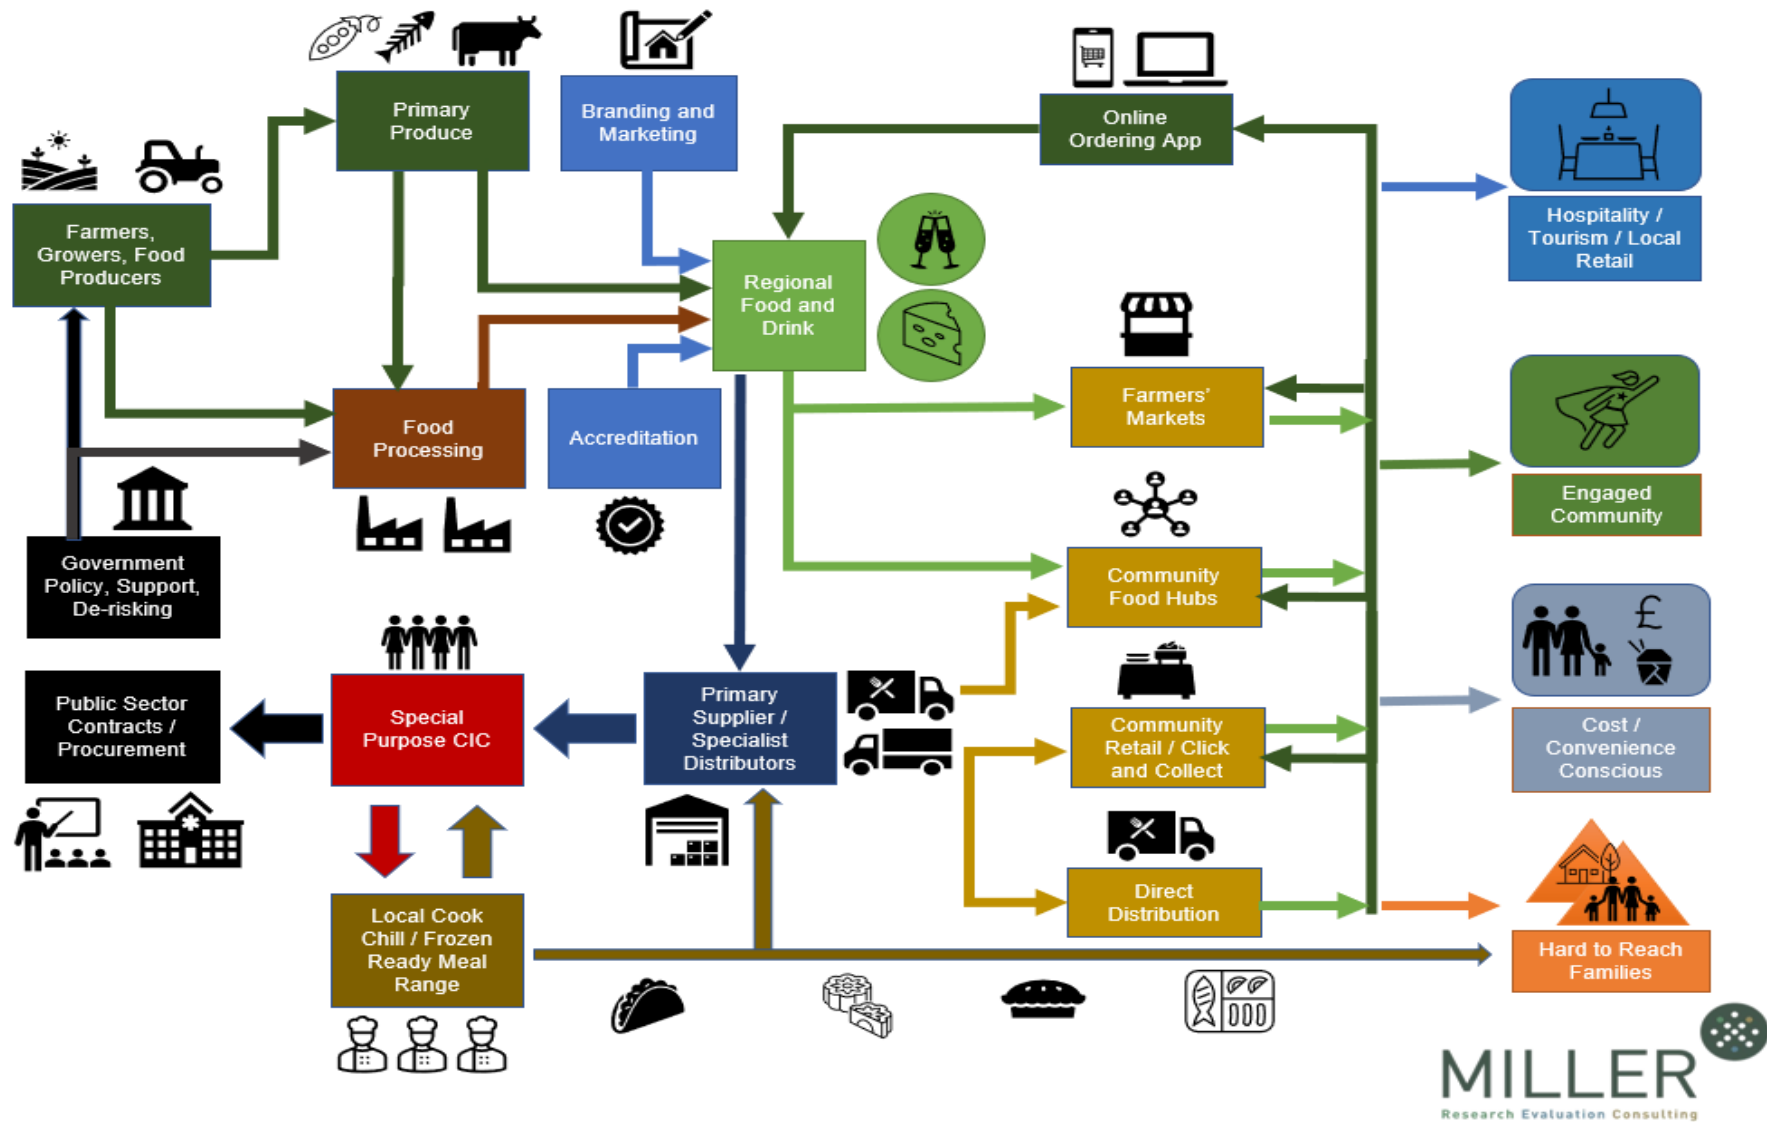 Primary
Produce
Branding and
Marketing
Online
Ordering App
Farmers,
Growers, Food
Producers
Hospitality /
Tourism / Local
Retail
Regional
Food and
Drink
Farmers'
Markets
Food
Processing
Accreditation
Engaged
Community
Government
Policy, Support,
De-risking
Community
Food Hubs
Public Sector
Contracts /
Procurement
Special
Purpose CIC
Primary
Supplier /
Specialist
Distributors
Community
Retail / Click
and Collect
£
Cost /
Convenience
Conscious
Direct
Distribution
Local Cook
Chill / Frozen
Ready Meal
Range
Hard to Reach
Families
MILLER
Research Evaluation Consulting